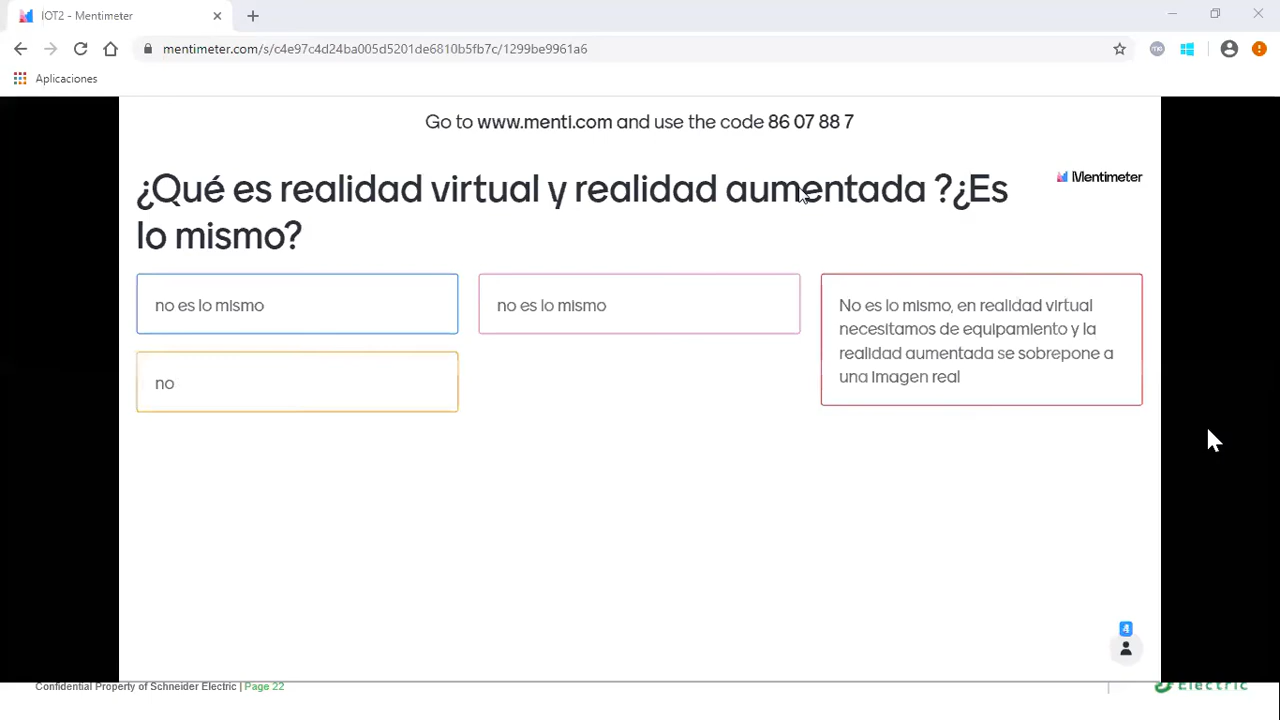 IOT2 - Mentimeter
mentimeter.com/s/c4e97c4d24ba005d5201de6810b5fb7c/1299be9961a6
Aplicaciones
Go to www.menti.com and use the code 86 07 88 7
¿Qué es realidad virtual y realidad aumentada ?¿Es
lo mismo?
Mentimeter
no es lo mismo
no es lo mismo
No es lo mismo, en realidad virtual
necesitamos de equipamiento y la
realidad aumentada se sobrepone a
una imagen real
no
4
Confidential Property of Schneider Electric | Page 22
Electric